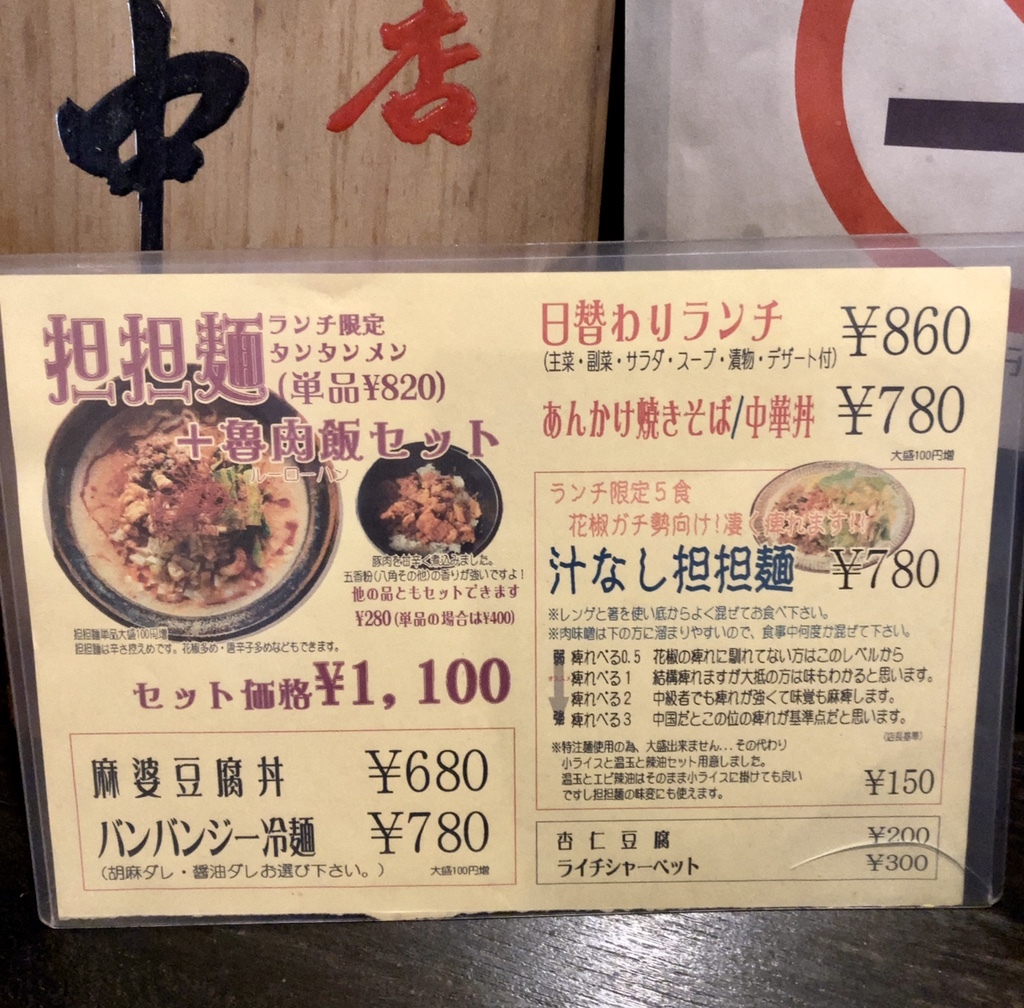 中
杏
担担麺
ランチ限定
タンタンメン
(単品¥820)
+魯肉飯セット
ルーローハン
豚肉を甘辛く煮込みました。
五香粉(八角その他)の香りが強いですよ!
他の品ともセットできます
¥280(単品の場合は¥400)
担担麺単品大盛100円増
担担麺は辛さ控えめです。花椒多め・唐辛子多めなどもできます。
セット価格¥1,100
麻婆豆腐丼 ¥680
バンバンジー冷麺 ¥780
(胡麻ダレ・醤油ダレお選び下さい。) 大盛100円増
日替わりランチ ¥860
(主菜・副菜・サラダ・スープ・漬物・デザート付)
あんかけ焼きそば/中華丼 ¥780
大盛100円増
ランチ限定5食
花椒ガチ勢向け!凄く痺れます!!
汁なし担担麺 ¥780
※レンゲと箸を使い底からよく混ぜてお食べ下さい。
※肉味噌は下の方に溜まりやすいので、食事中何度か混ぜて下さい。
弱 痺れべる0.5 花椒の痺れに馴れてない方はこのレベルから
痺れべる1 結構痺れますが大抵の方は味もわかると思います。
痺れべる2 中級者でも痺れが強くて味覚も麻痺します。
強 痺れべる3 中国だとこの位の痺れが基準点だと思います。
(店長基準)
※特注麺使用の為、大盛出来ません...その代わり
小ライスと温玉と辣油セット用意しました。
温玉とエビ辣油はそのまま小ライスに掛けても良い
ですし担担麺の味変にも使えます。 ¥150
杏仁豆腐 ¥200
ライチシャーベット ¥300